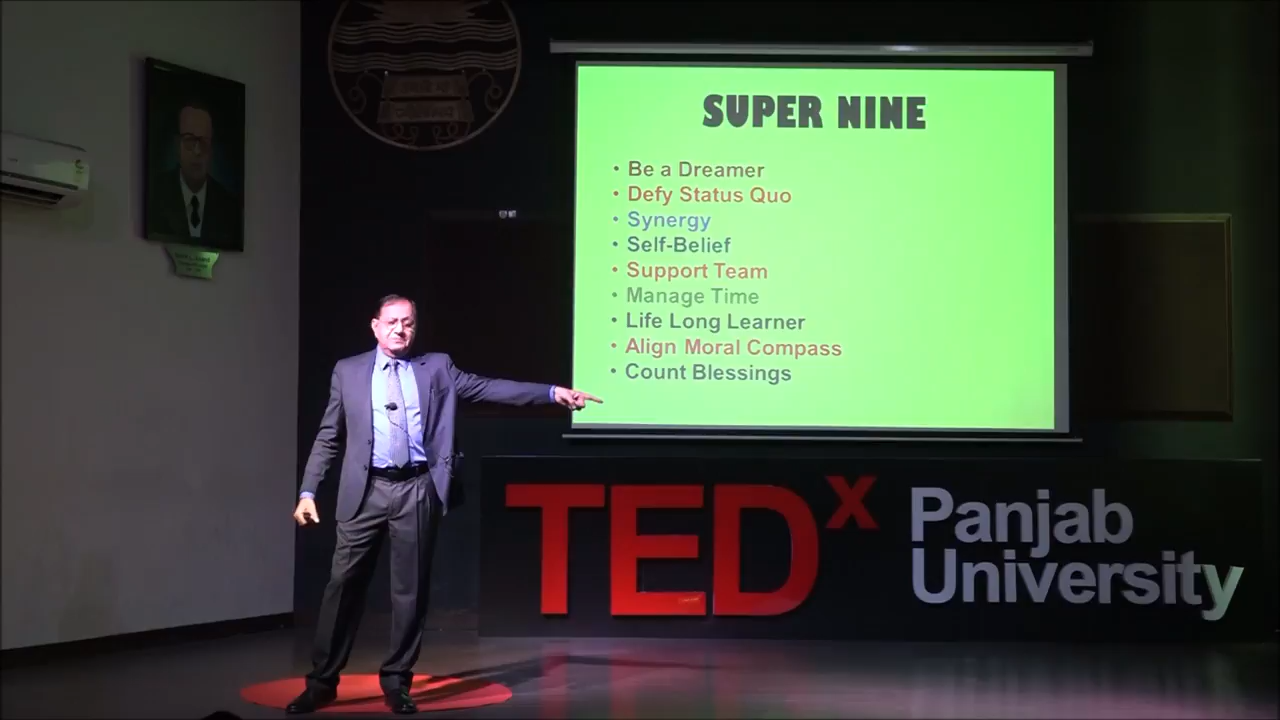 SUPER NINE
• Be a Dreamer
• Defy Status Quo
• Synergy
• Self-Belief
• Support Team
• Manage Time
• Life Long Learner
• Align Moral Compass
• Count Blessings
TEDx
Panjab
University